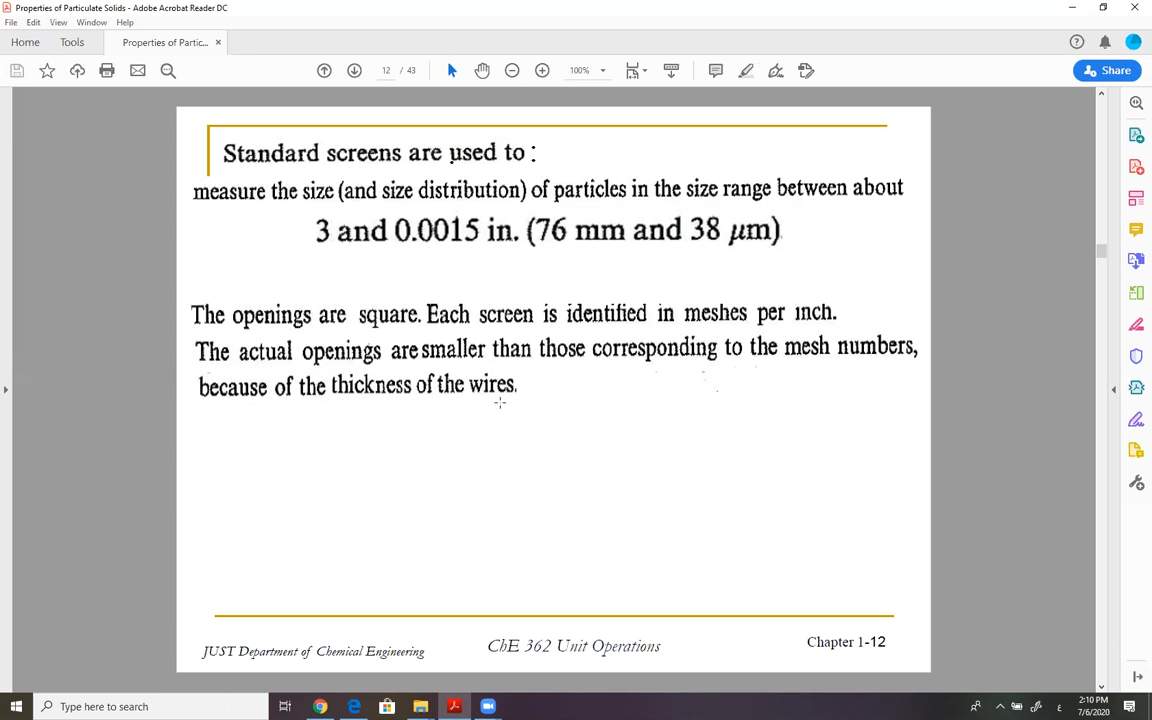 Properties of Particulate Solids - Adobe Acrobat Reader DC
File Edit View Window Help
Home Tools Properties of Partic... ×
12 / 43 100%
Share
Standard screens are used to :
measure the size (and size distribution) of particles in the size range between about
3 and 0.0015 in. (76 mm and 38 μm)
The openings are square. Each screen is identified in meshes per inch.
The actual openings are smaller than those corresponding to the mesh numbers,
because of the thickness of the wires.
JUST Department of Chemical Engineering ChE 362 Unit Operations Chapter 1-12
Type here to search
ع
2:10 PM
7/6/2020